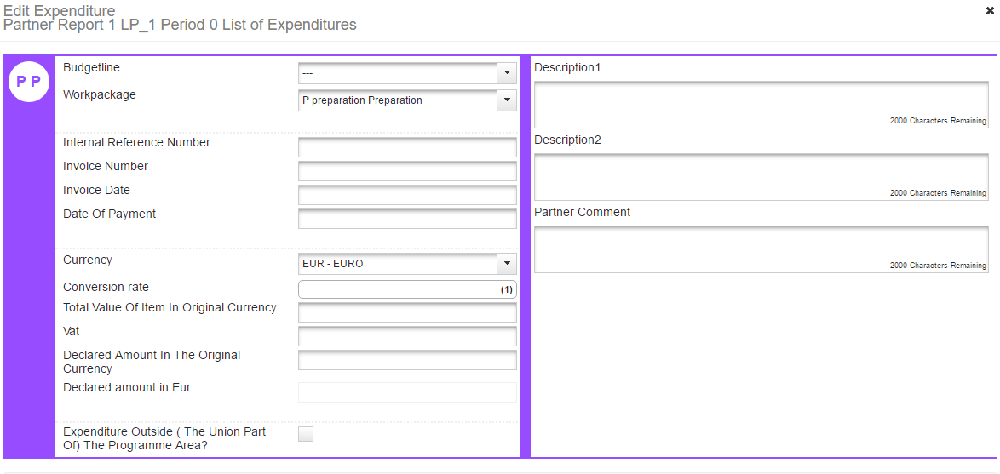 Edit Expenditure
Partner Report 1 LP_1 Period 0 List of Expenditures
P P
Budgetline
---
Workpackage
P preparation Preparation
Internal Reference Number
Invoice Number
Invoice Date
Date Of Payment
Currency
EUR - EURO
Conversion rate
(1)
Total Value Of Item In Original Currency
Vat
Declared Amount In The Original
Currency
Declared amount in Eur
Expenditure Outside ( The Union Part
Of) The Programme Area?
Description1
2000 Characters Remaining
Description2
2000 Characters Remaining
Partner Comment
2000 Characters Remaining